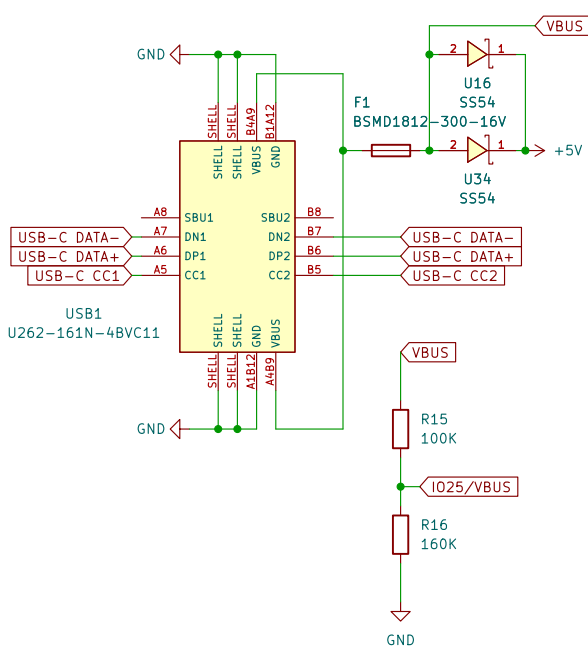 VBUS
GND
2
1
U16
SS54
F1
BSMD1812-300-16V
SHELL
SHELL
B4A9
B1A12
SHELL
SHELL
VBUS
GND
2
1
+5V
U34
SS54
A8
SBU1
SBU2
B8
USB-C DATA-
A7
DN1
DN2
B7
USB-C DATA-
USB-C DATA+
A6
DP1
DP2
B6
USB-C DATA+
USB-C CC1
A5
CC1
CC2
B5
USB-C CC2
USB1
U262-161N-4BVC11
SHELL
SHELL
GND
VBUS
SHELL
SHELL
A1B12
A4B9
GND
VBUS
R15
100K
IO25/VBUS
R16
160K
GND